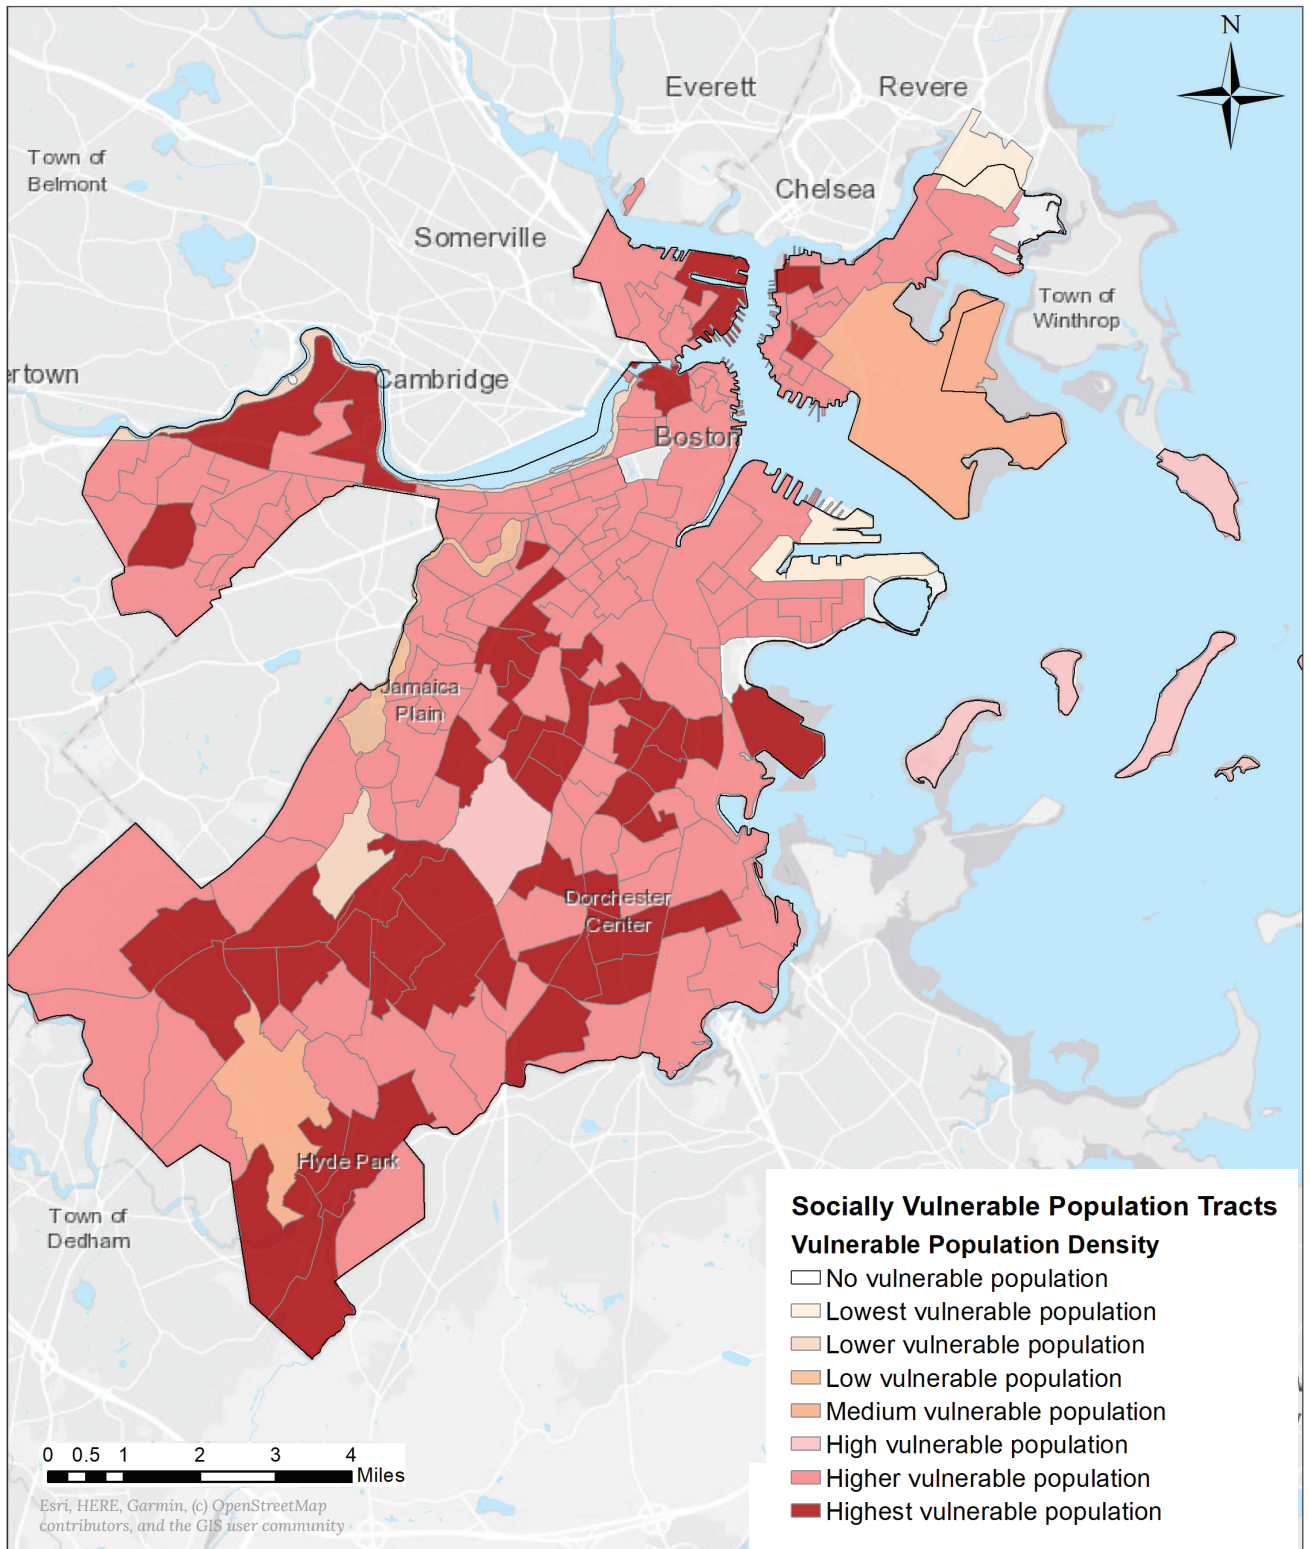 N
Everett
Revere
Town of
Belmont
Chelsea
Somerville
Town of
Winthrop
ertown
Cambridge
Boston
Jamaica
Plain
Dorchester
Center
Hyde Park
Town of
Dedham
Socially Vulnerable Population Tracts
Vulnerable Population Density
No vulnerable population
Lowest vulnerable population
Lower vulnerable population
Low vulnerable population
Medium vulnerable population
High vulnerable population
Higher vulnerable population
Highest vulnerable population
0 0.5 1 2 3 4
Miles
Esri, HERE, Garmin, (c) OpenStreetMap
contributors, and the GIS user community